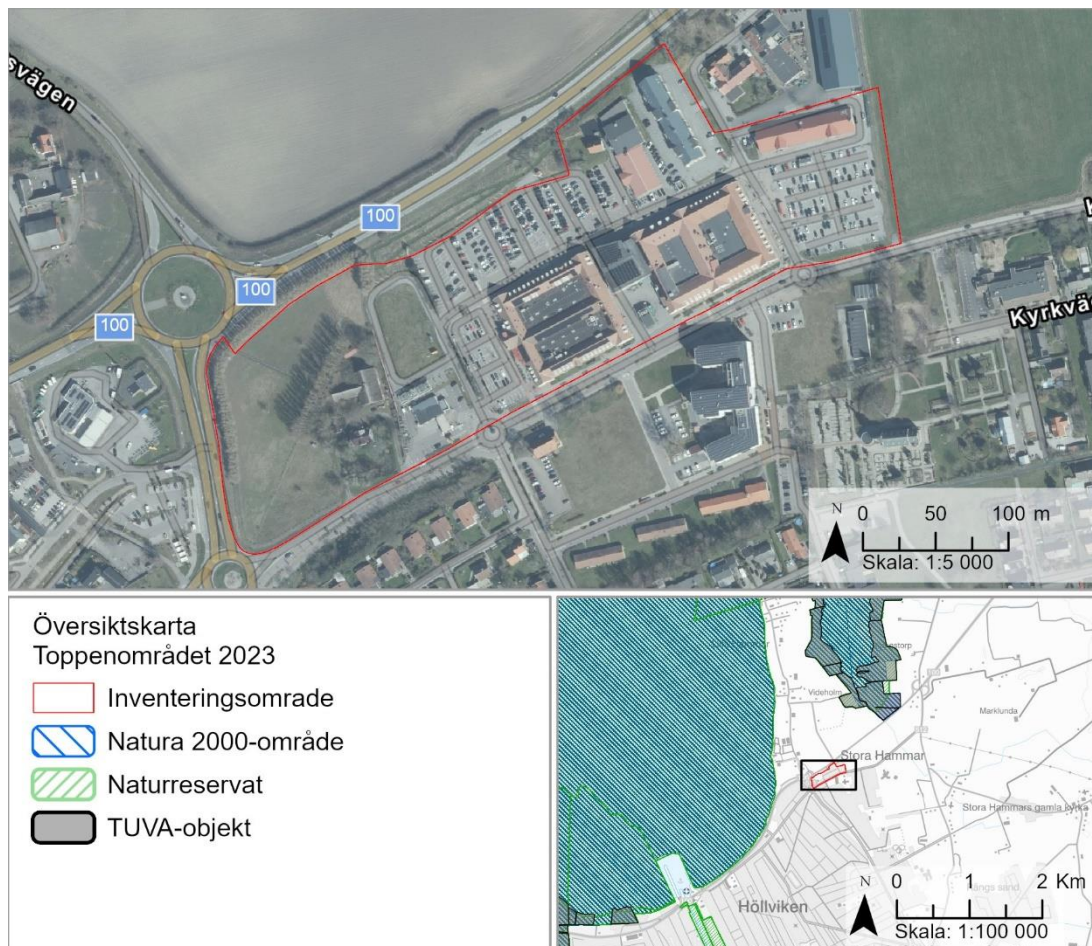 svägen
100
100
100
Kyrkvä
N
0 50 100 m
Skala: 1:5 000
Översiktskarta
Toppenområdet 2023
Inventeringsområde
Natura 2000-område
Naturreservat
TUVA-objekt
Videholm
Marklunda
Stora Hammar
Stora Hammars gamla kyrka
Höllviken
N
0 1 2 Km
Skala: 1:100 000